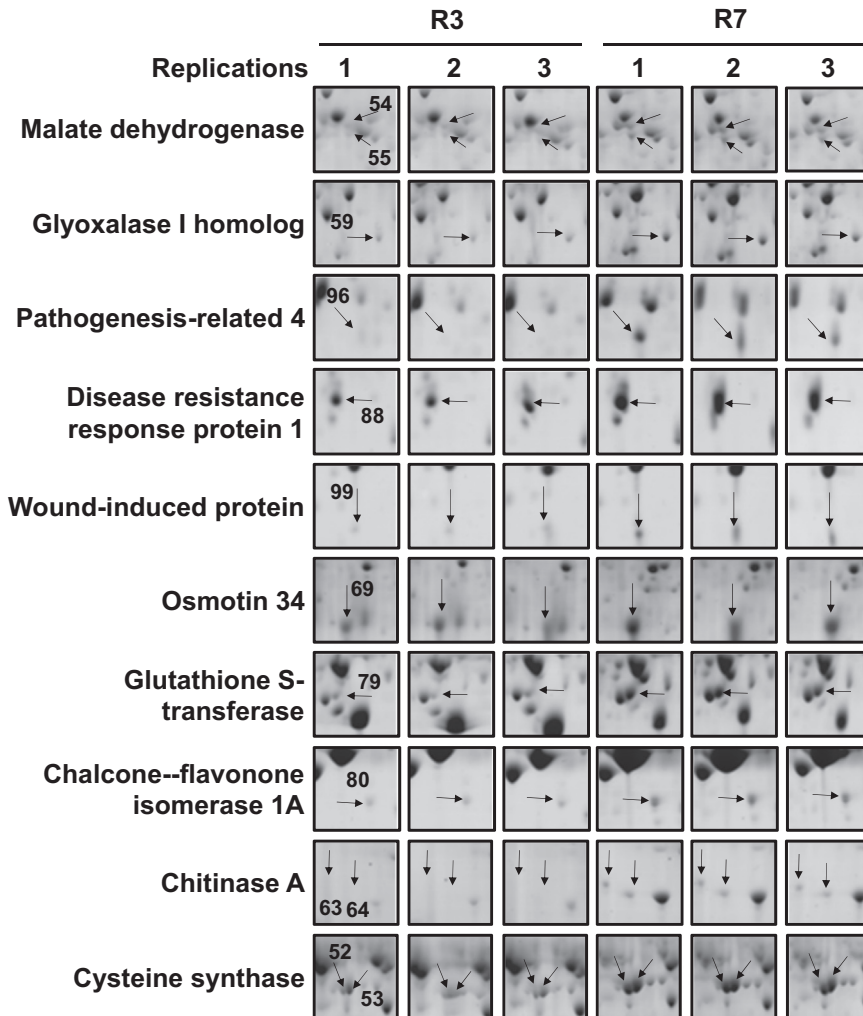 R3 R7
Replications 1 2 3 1 2 3
Malate dehydrogenase 54
55
Glyoxalase I homolog 59
Pathogenesis-related 4 96
Disease resistance
response protein 1 88
Wound-induced protein 99
Osmotin 34 69
Glutathione S- 79
transferase
Chalcone--flavonone 80
isomerase 1A
Chitinase A 63 64
Cysteine synthase 52
53